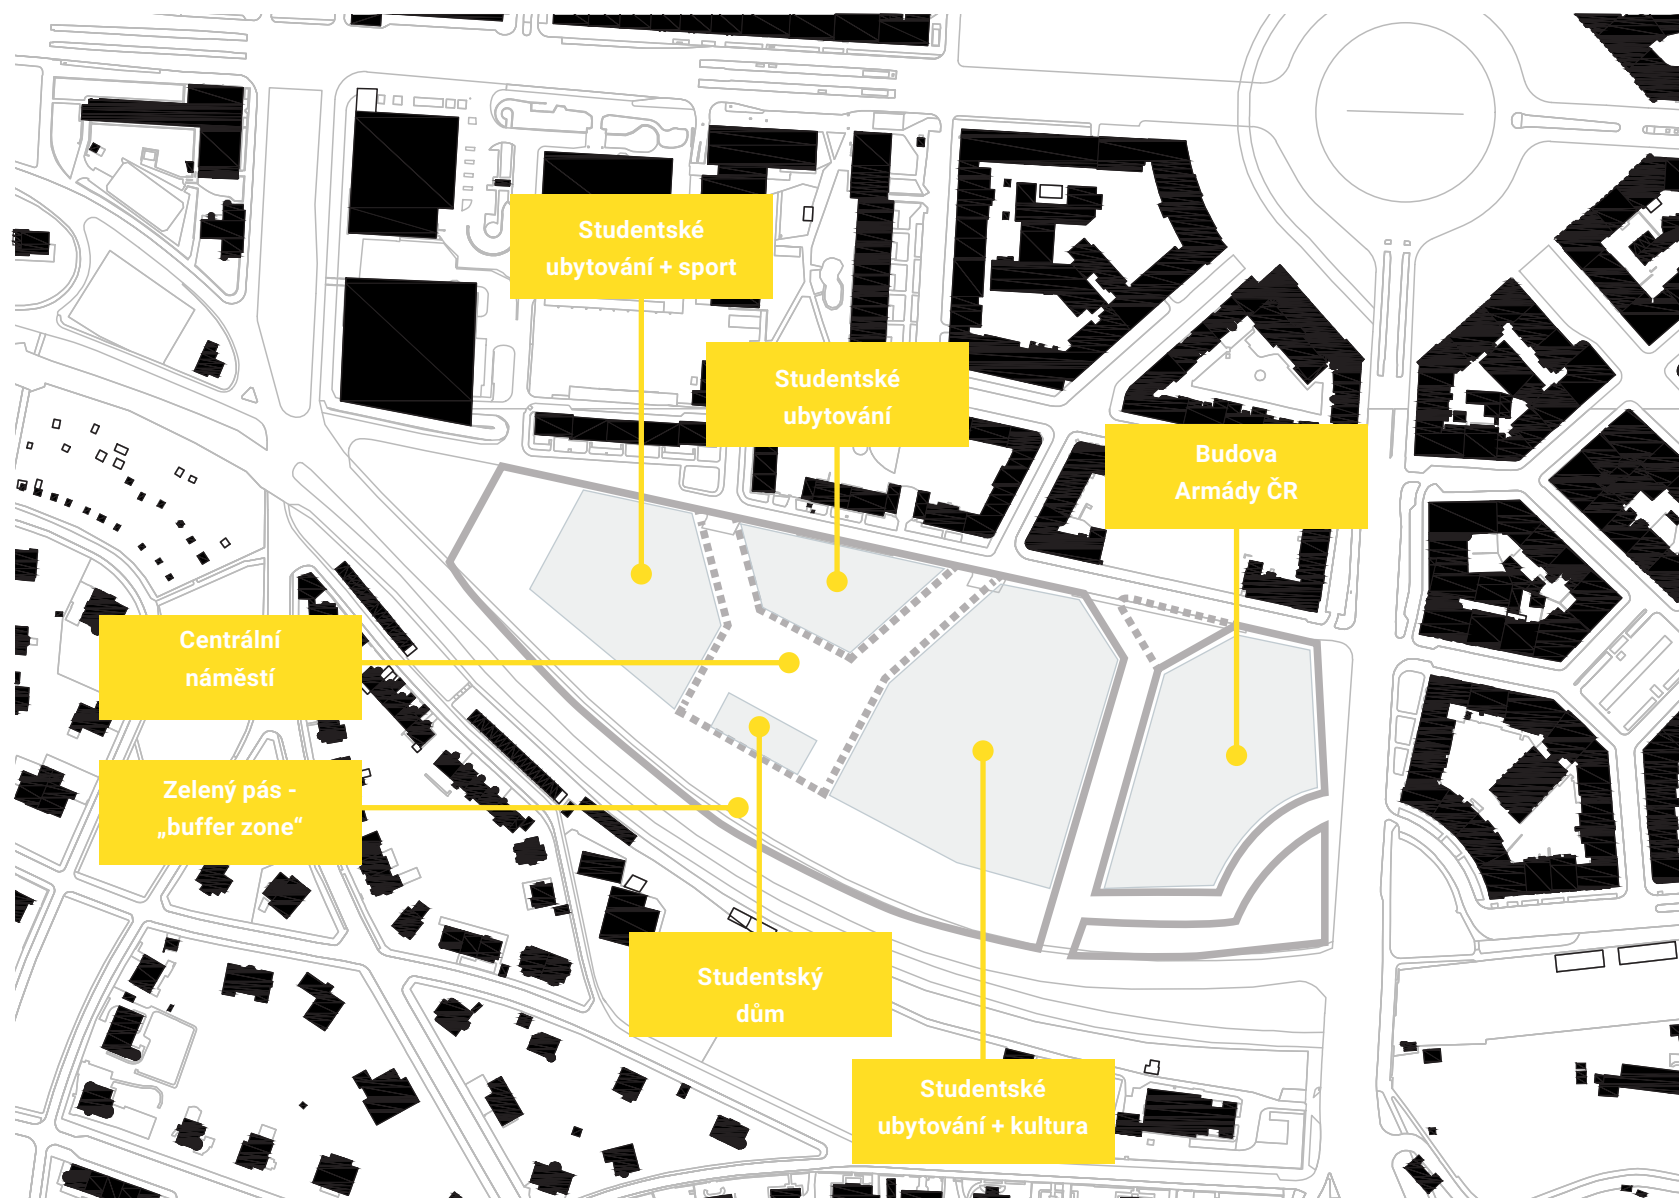 Studentské
ubytování + sport
Studentské
ubytování
Budova
Armády ČR
Centrální
náměstí
Zelený pás -
„buffer zone“
Studentský
dům
Studentské
ubytování + kultura